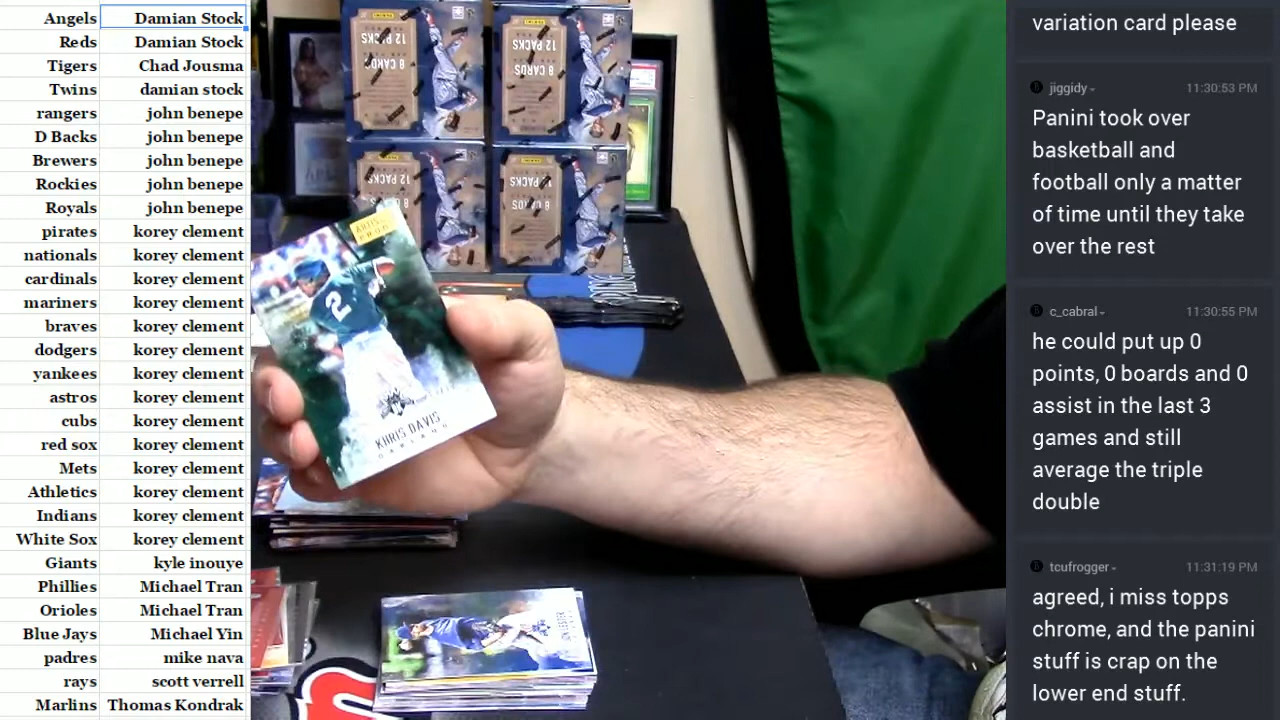 Angels Damian Stock
Reds Damian Stock
Tigers Chad Jousma
Twins damian stock
rangers john benepe
D Backs john benepe
Brewers john benepe
Rockies john benepe
Royals john benepe
pirates korey clement
nationals korey clement
cardinals korey clement
mariners korey clement
braves korey clement
dodgers korey clement
yankees korey clement
astros korey clement
cubs korey clement
red sox korey clement
Mets korey clement
Athletics korey clement
Indians korey clement
White Sox korey clement
Giants kyle inouye
Phillies Michael Tran
Orioles Michael Tran
Blue Jays Michael Yin
padres mike nava
rays scott verrell
Marlins Thomas Kondrak
12 PACKS
8 CARDS
12 PACKS
8 CARDS
12 PACKS
8 CARDS
12 PACKS
8 CARDS
2
KHRIS DAVIS
OAKLAND
variation card please
jiggidy 11:30:53 PM
Panini took over
basketball and
football only a matter
of time until they take
over the rest
c_cabral 11:30:55 PM
he could put up 0
points, 0 boards and 0
assist in the last 3
games and still
average the triple
double
tcufrogger 11:31:19 PM
agreed, i miss topps
chrome, and the panini
stuff is crap on the
lower end stuff.